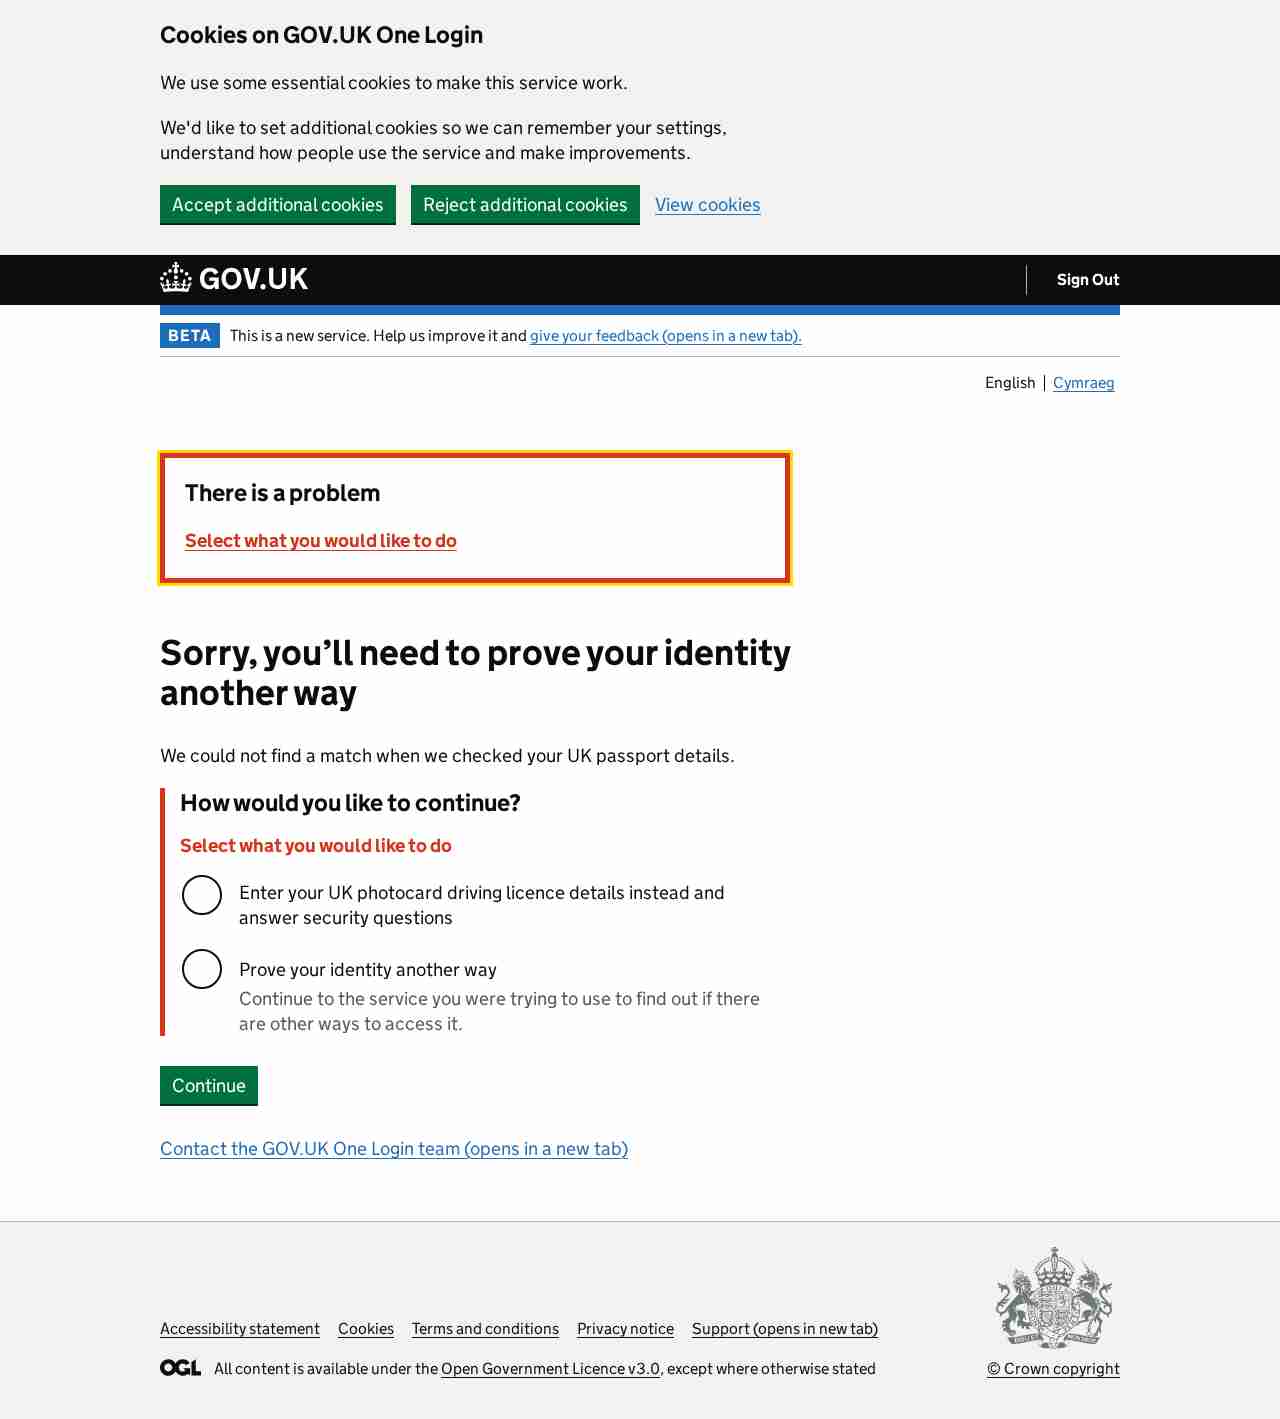 Cookies on GOV.UK One Login
We use some essential cookies to make this service work.
We'd like to set additional cookies so we can remember your settings,
understand how people use the service and make improvements.
Accept additional cookies Reject additional cookies View cookies
GOV.UK Sign Out
BETA This is a new service. Help us improve it and give your feedback (opens in a new tab).
English Cymraeg
There is a problem
Select what you would like to do
Sorry, you’ll need to prove your identity
another way
We could not find a match when we checked your UK passport details.
How would you like to continue?
Select what you would like to do
Enter your UK photocard driving licence details instead and
answer security questions
Prove your identity another way
Continue to the service you were trying to use to find out if there
are other ways to access it.
Continue
Contact the GOV.UK One Login team (opens in a new tab)
Accessibility statement Cookies Terms and conditions Privacy notice Support (opens in new tab)
OGL All content is available under the Open Government Licence v3.0, except where otherwise stated
© Crown copyright